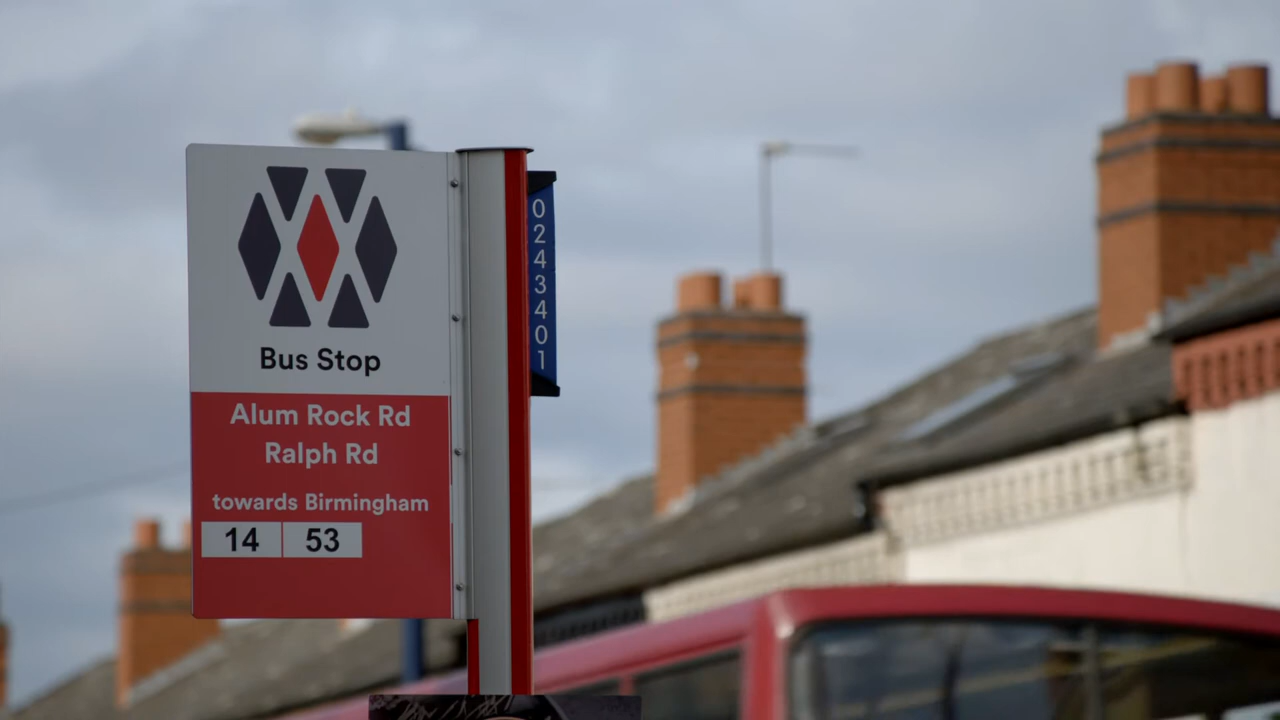 Bus Stop
Alum Rock Rd
Ralph Rd
towards Birmingham
14 53
0243401